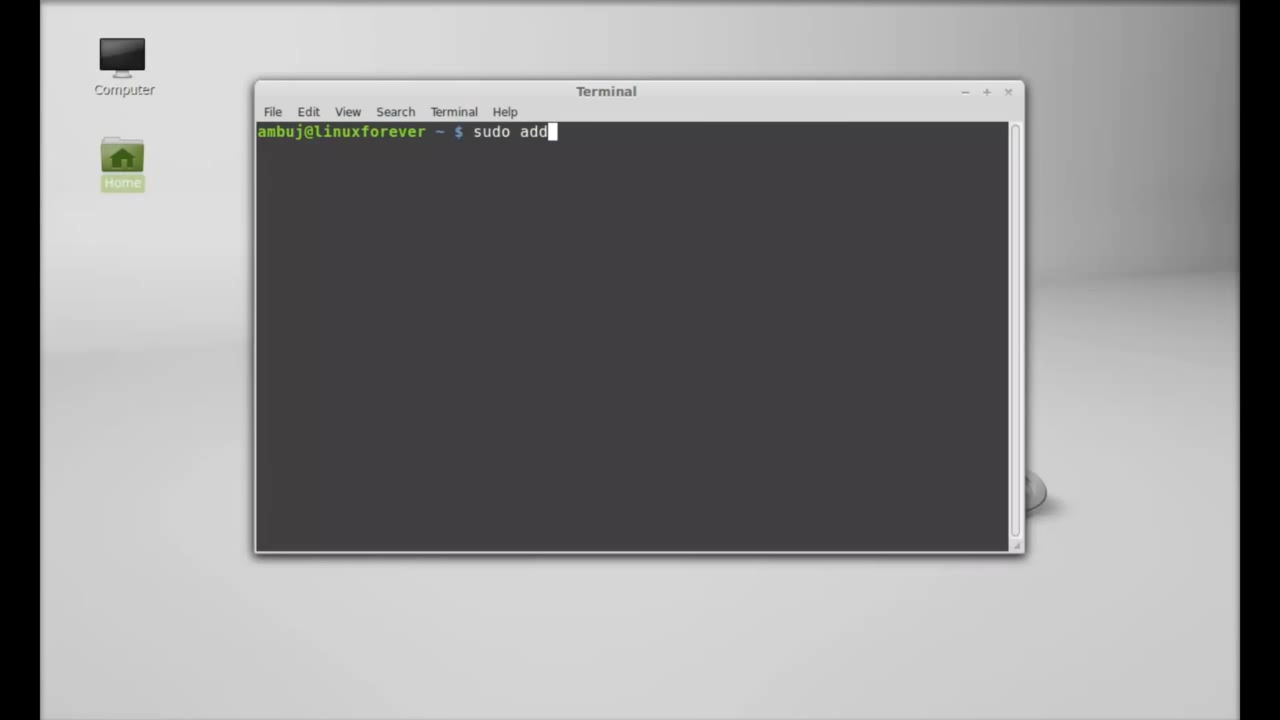 Computer
Home
Terminal
File Edit View Search Terminal Help
ambuj@linuxforever ~ $ sudo add